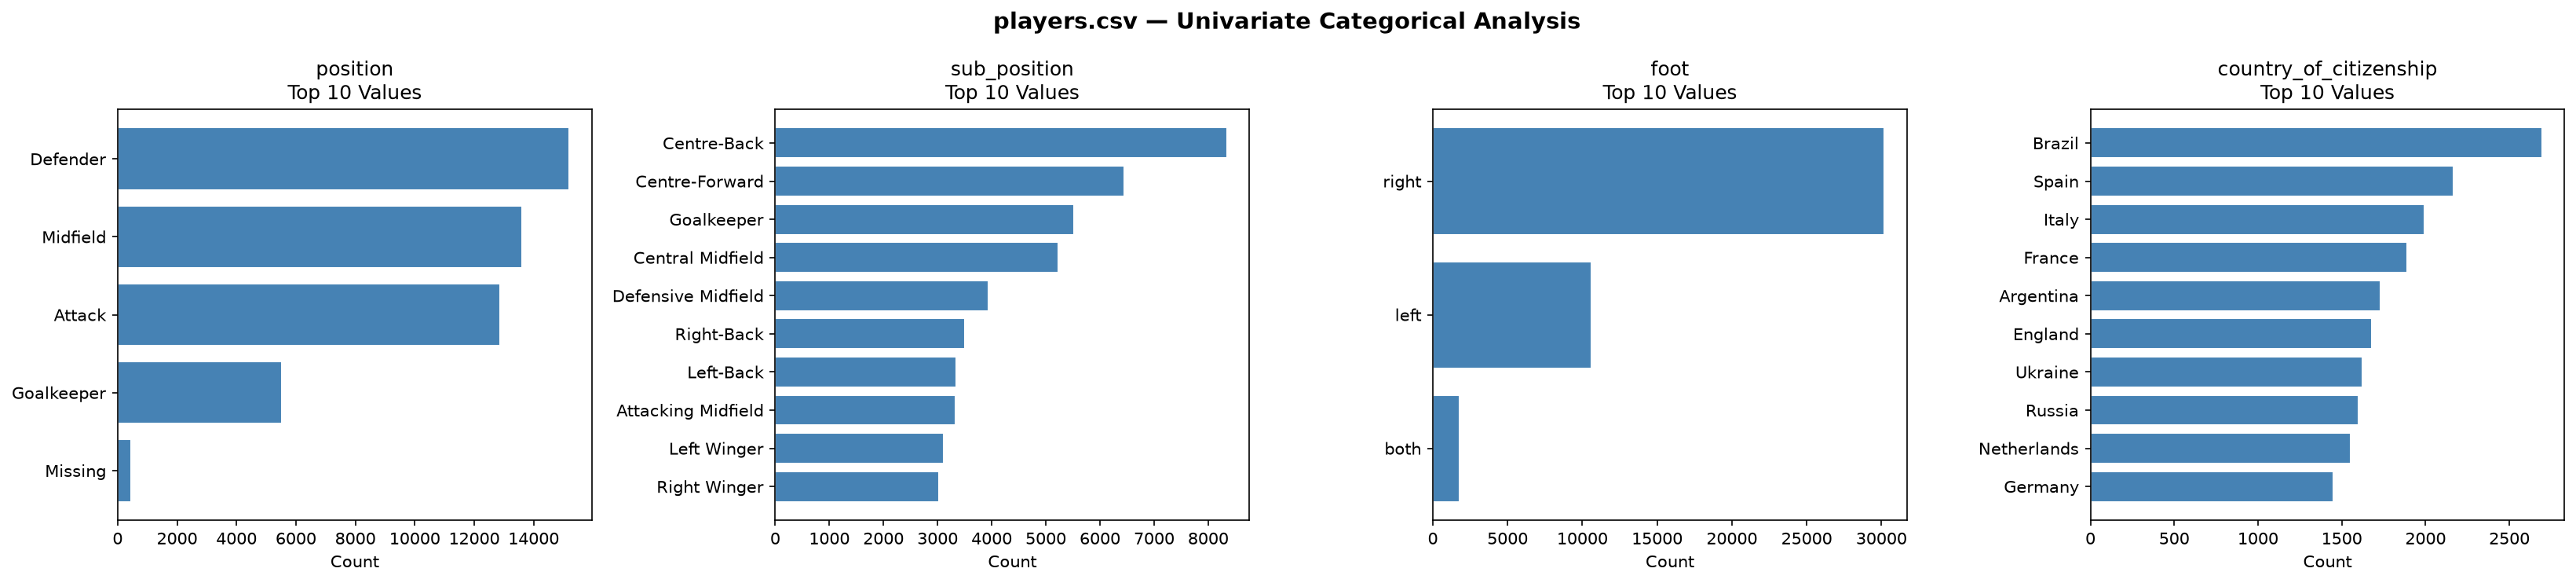 players.csv — Univariate Categorical Analysis
position
Top 10 Values
Defender
Midfield
Attack
Goalkeeper
Missing
0 2000 4000 6000 8000 10000 12000 14000
Count
sub_position
Top 10 Values
Centre-Back
Centre-Forward
Goalkeeper
Central Midfield
Defensive Midfield
Right-Back
Left-Back
Attacking Midfield
Left Winger
Right Winger
0 1000 2000 3000 4000 5000 6000 7000 8000
Count
foot
Top 10 Values
right
left
both
0 5000 10000 15000 20000 25000 30000
Count
country_of_citizenship
Top 10 Values
Brazil
Spain
Italy
France
Argentina
England
Ukraine
Russia
Netherlands
Germany
0 500 1000 1500 2000 2500
Count